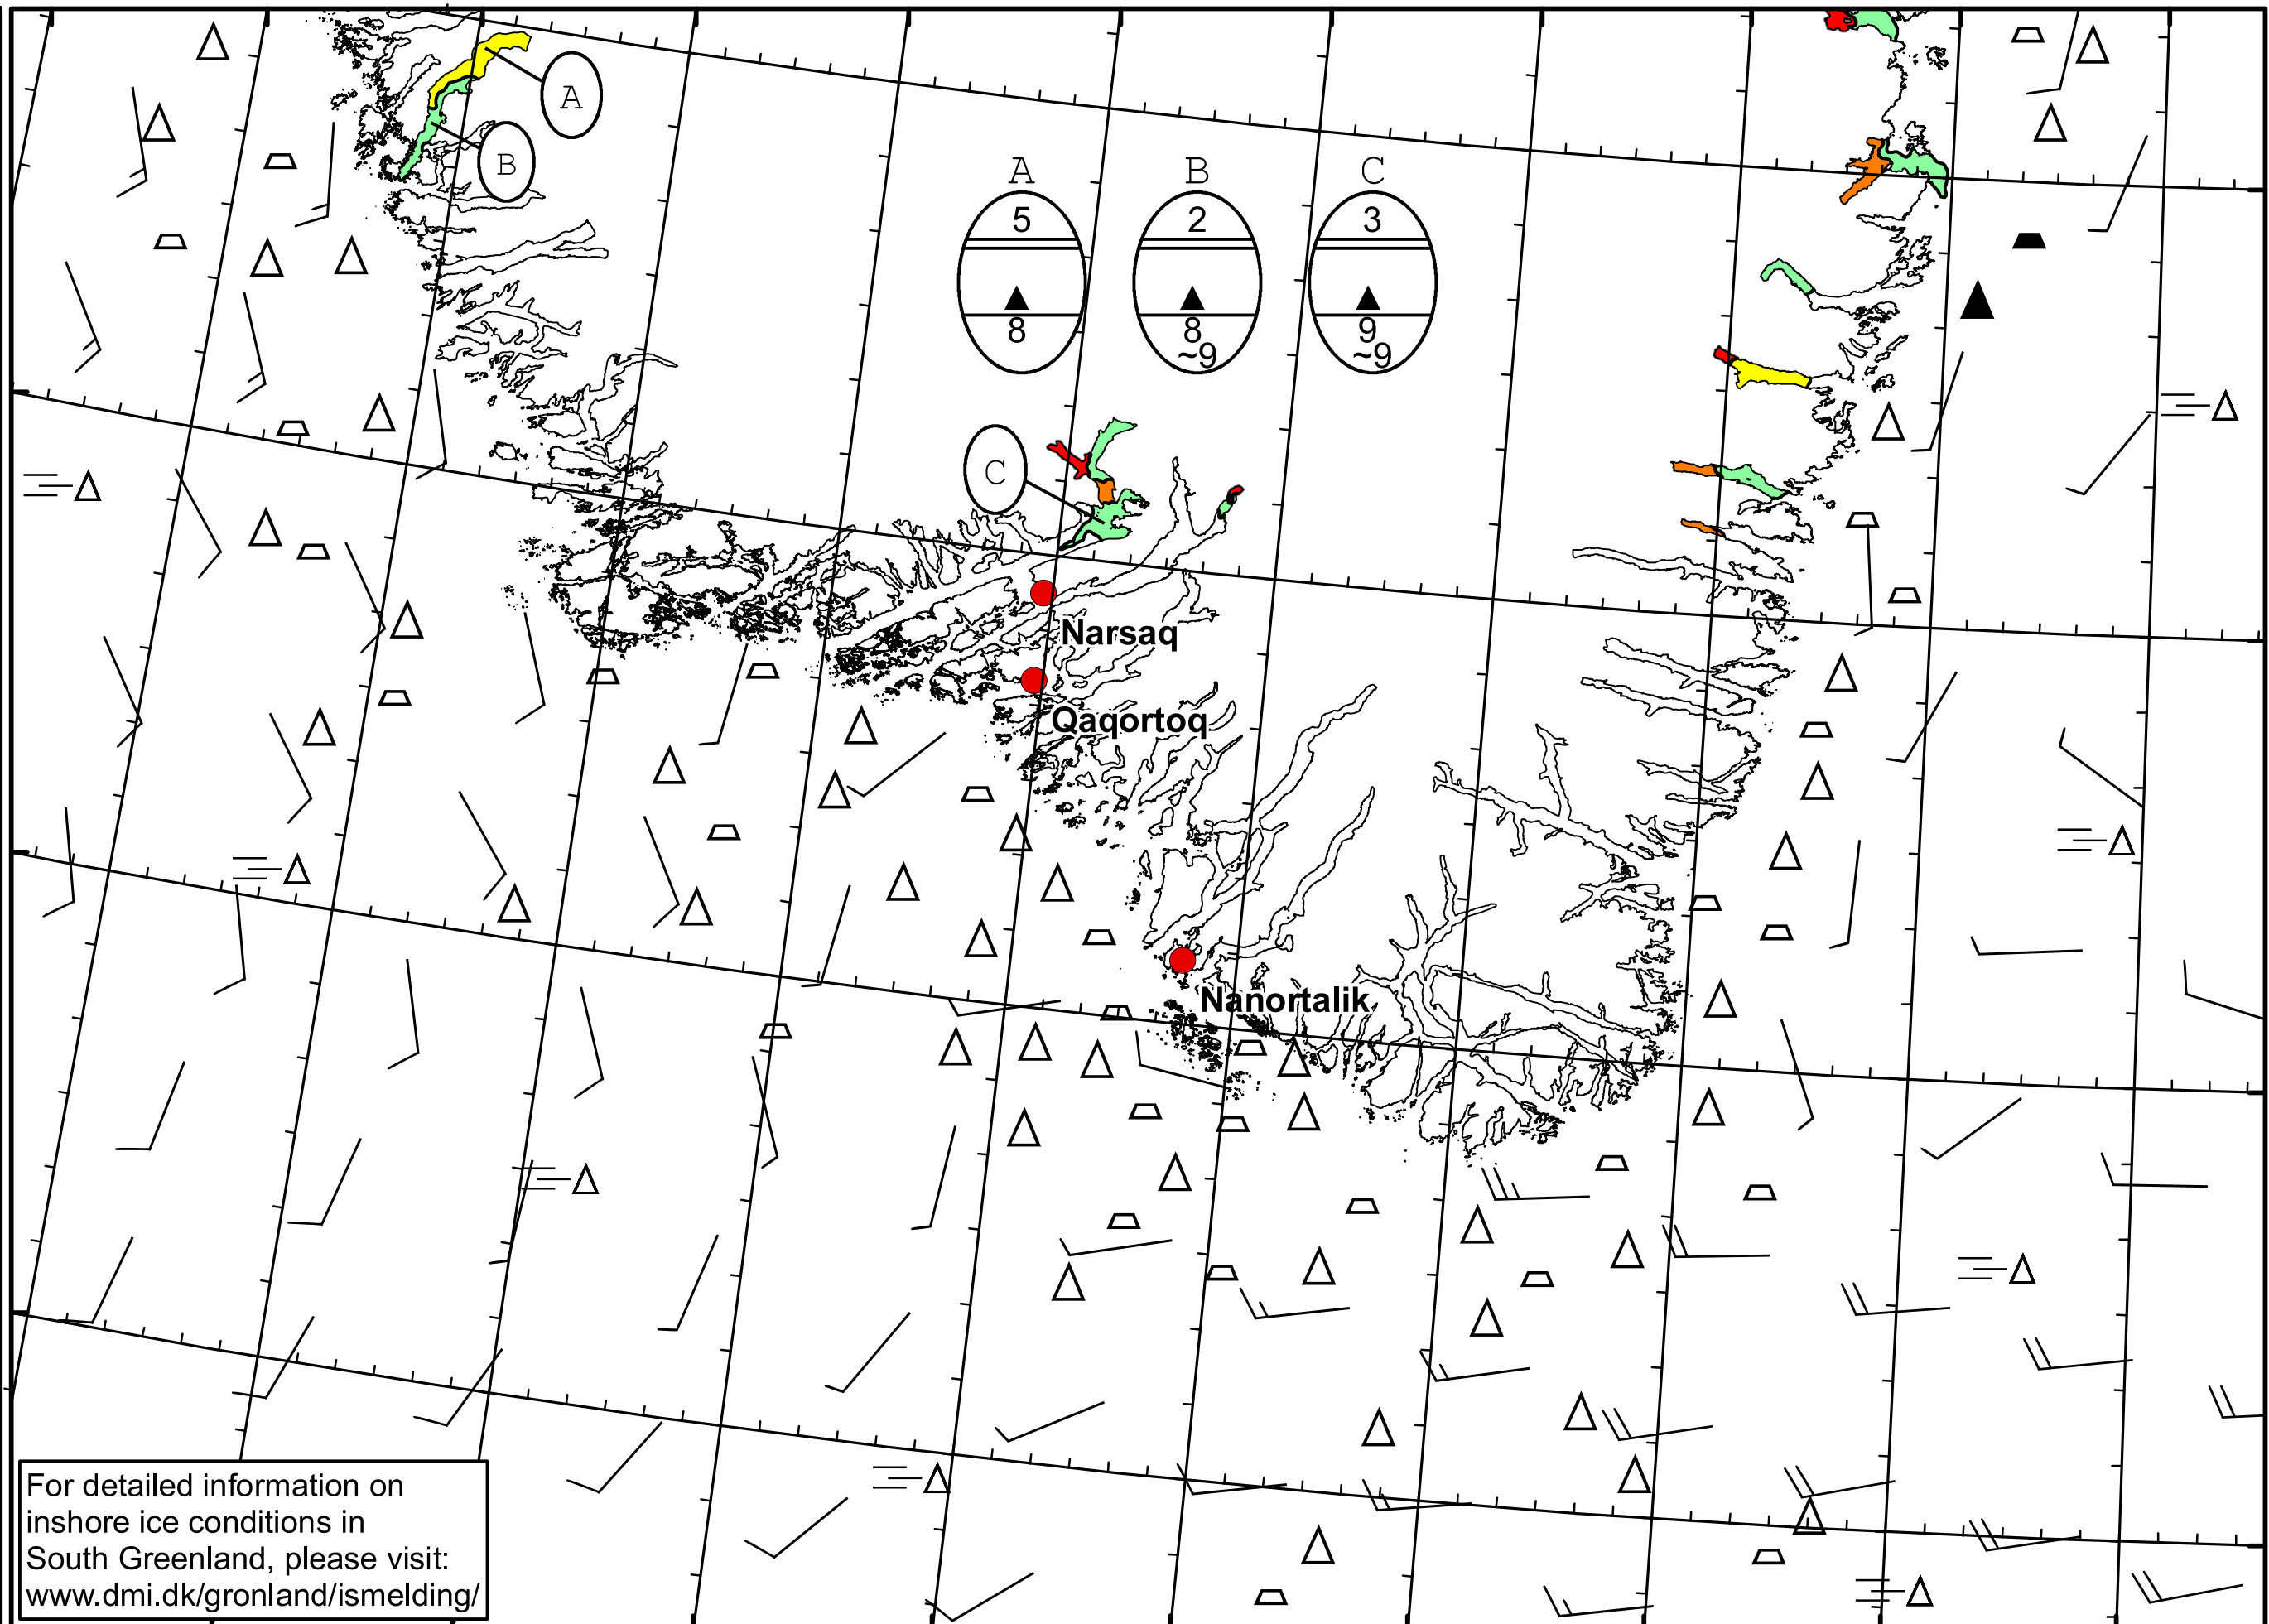 A
B
A B C
5 2 3
8 8 9
~9 ~9
C
Narsaq
Qaqortoq
Nanortalik
For detailed information on
inshore ice conditions in
South Greenland, please visit:
www.dmi.dk/gronland/ismelding/